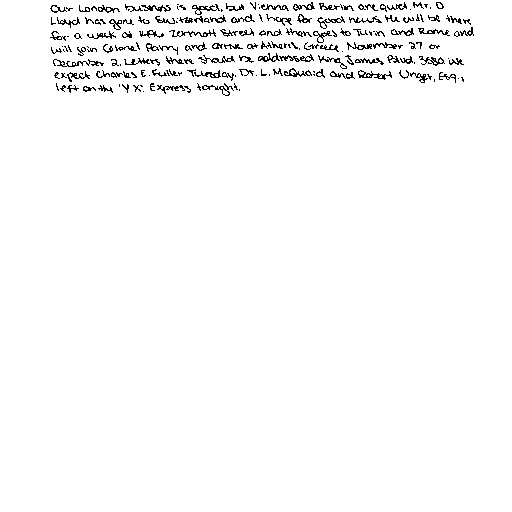 Our London business is good, but Vienna and Berlin are quiet. Mr. D
Lloyd has gone to Switzerland and I hope for good news. He will be there
for a week at Zermott Street and then goes to Turin and Rome and
will join Colonel Parry and arrive at Athens, Greece, November 27 or
December 2. Letters there should be addressed King James Blvd. 3580. We
expect Charles E. Fuller Tuesday. Dr. L. McQuaid and Robert Unger, Esq.,
left on the 'Y X' Express tonight.